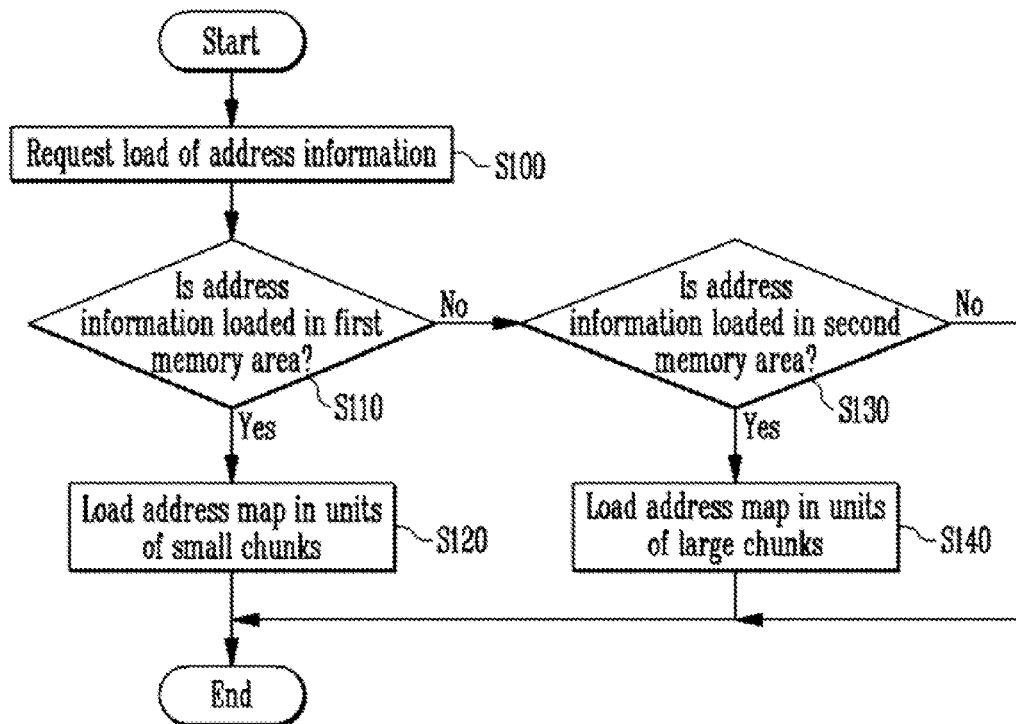 Start
Request load of address information
S100
Is address
information loaded in first
memory area?
No
S110
Yes
Is address
information loaded in second
memory area?
No
S130
Yes
Load address map in units
of small chunks
S120
Load address map in units
of large chunks
S140
End